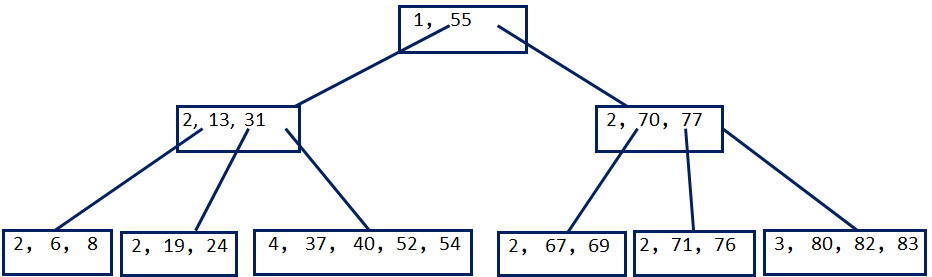 1, 55
2, 13, 31
2, 70, 77
2, 6, 8
2, 19, 24
4, 37, 40, 52, 54
2, 67, 69
2, 71, 76
3, 80, 82, 83